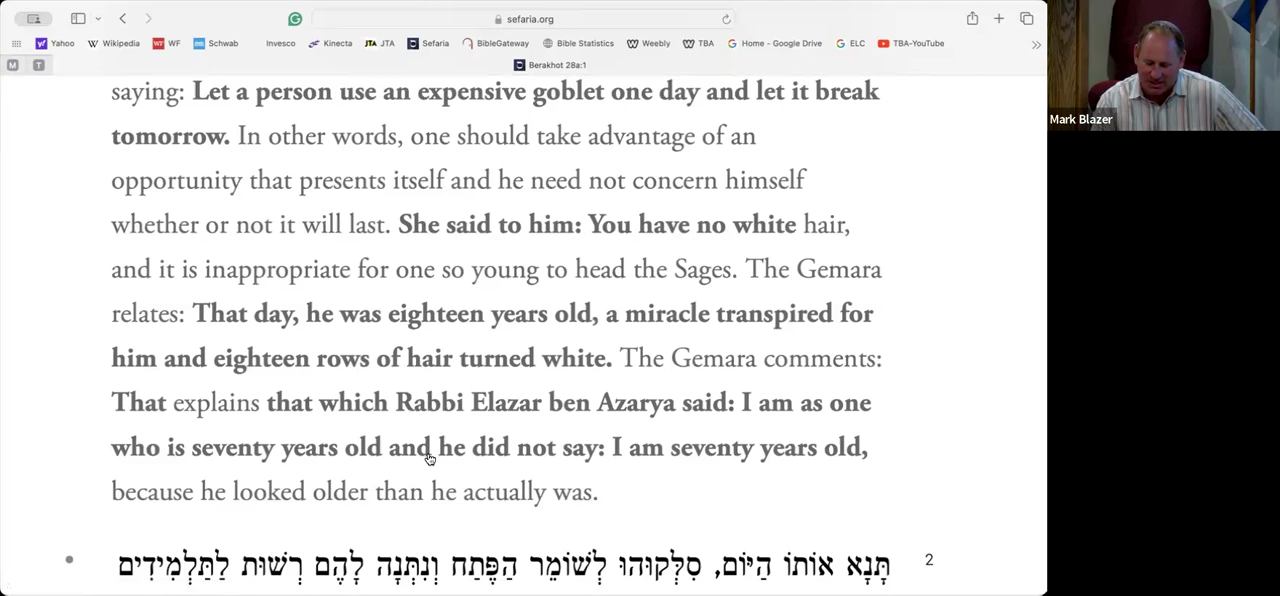 sefaria.org
Yahoo Wikipedia WF Schwab Invesco Kinecta JTA JTA Sefaria BibleGateway Bible Statistics Weebly TBA Home - Google Drive ELC TBA-YouTube
M T Berakhot 28a:1
saying: Let a person use an expensive goblet one day and let it break
tomorrow. In other words, one should take advantage of an
opportunity that presents itself and he need not concern himself
whether or not it will last. She said to him: You have no white hair,
and it is inappropriate for one so young to head the Sages. The Gemara
relates: That day, he was eighteen years old, a miracle transpired for
him and eighteen rows of hair turned white. The Gemara comments:
That explains that which Rabbi Elazar ben Azarya said: I am as one
who is seventy years old and he did not say: I am seventy years old,
because he looked older than he actually was.
תָּנָא אוֹתוֹ הַיּוֹם, סִלְּקוּהוּ לְשׁוֹמֵר הַפֶּתַח וְנִתְּנָה לָהֶם רְשׁוּת לַתַּלְמִידִים 2
Mark Blazer